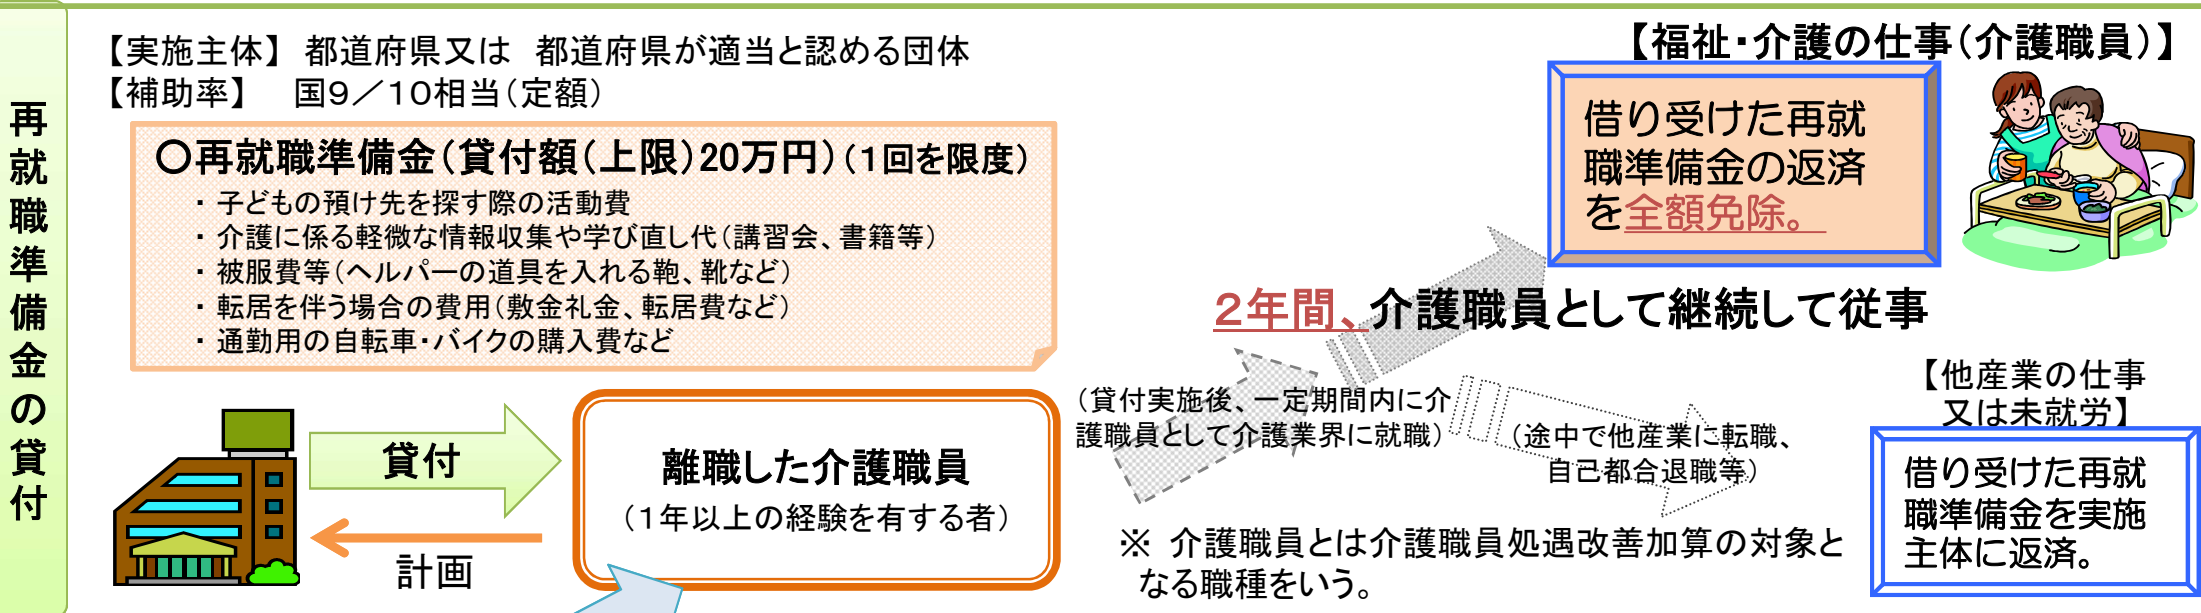 再就職準備金の貸付
【実施主体】 都道府県又は 都道府県が適当と認める団体
【補助率】 国9／10相当(定額)
〇再就職準備金(貸付額(上限)20万円)(1回を限度)
・子どもの預け先を探す際の活動費
・介護に係る軽微な情報収集や学び直し代(講習会、書籍等)
・被服費等(ヘルパーの道具を入れる鞄、靴など)
・転居を伴う場合の費用(敷金礼金、転居費など)
・通勤用の自転車・バイクの購入費など
貸付
計画
離職した介護職員
(1年以上の経験を有する者)
(貸付実施後、一定期間内に介
護職員として介護業界に就職)
2年間、介護職員として継続して従事
【福祉・介護の仕事(介護職員)】
借り受けた再就
職準備金の返済
を全額免除。
(途中で他産業に転職、
自己都合退職等)
【他産業の仕事
又は未就労】
借り受けた再就
職準備金を実施
主体に返済。
※ 介護職員とは介護職員処遇改善加算の対象と
なる職種をいう。